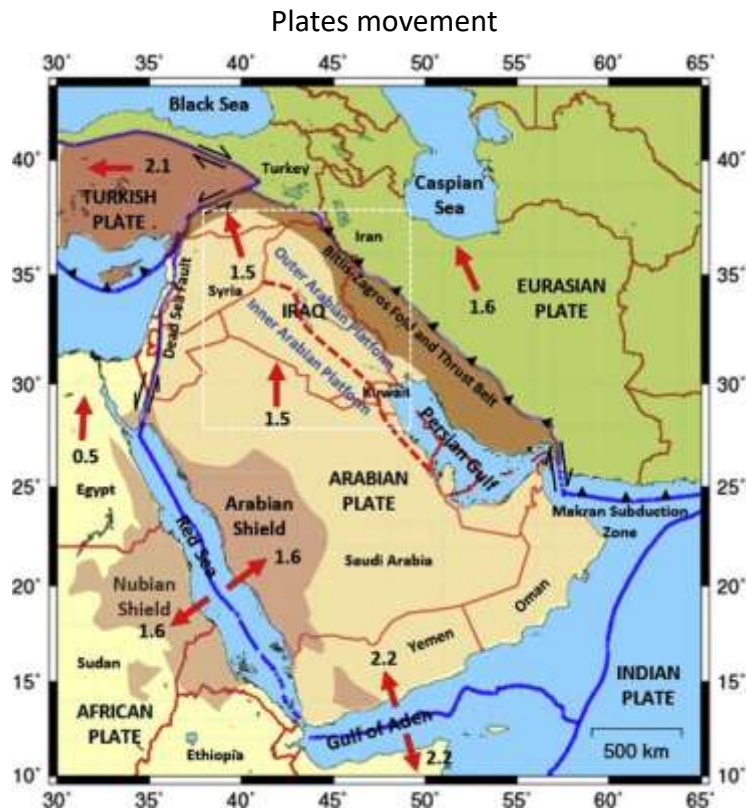 Plates movement
30˚ 35˚ 40˚ 45˚ 50˚ 55˚ 60˚ 65˚
Black Sea
40˚
40˚
2.1
Turkey
Caspian
Sea
TURKISH
PLATE
Iran
35˚
35˚
1.5
Syria
Outer Arabian Platform
IRAQ
Inner Arabian Platform
Bitlis-Zagros Fold and Thrust Belt
1.6
EURASIAN
PLATE
Dead Sea Fault
30˚
30˚
Kuwait
1.5
Persian Gulf
0.5
Egypt
25˚
25˚
ARABIAN
PLATE
Arabian
Shield
Makran Subduction
Zone
Red Sea
1.6
Saudi Arabia
20˚
20˚
Nubian
Shield
1.6
Oman
Yemen
Sudan
2.2
15˚
15˚
INDIAN
PLATE
AFRICAN
PLATE
Gulf of Aden
Ethiopia
2.2
500 km
10˚
10˚
30˚ 35˚ 40˚ 45˚ 50˚ 55˚ 60˚ 65˚